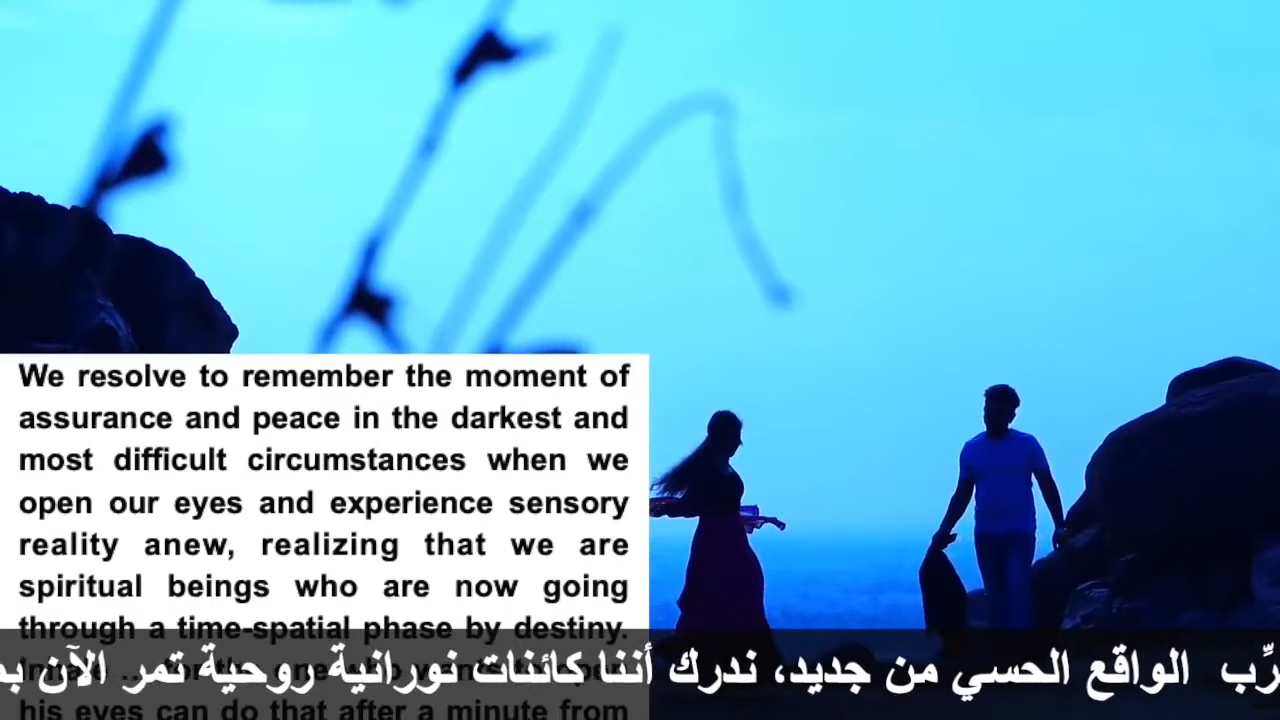 We resolve to remember the moment of
assurance and peace in the darkest and
most difficult circumstances when we
open our eyes and experience sensory
reality anew, realizing that we are
spiritual beings who are now going
through a time-spatial phase by destiny.
his eyes can do that after a minute from
الواقع الحسي من جديد، ندرك أننا كائنات نورانية روحية تمر الآن